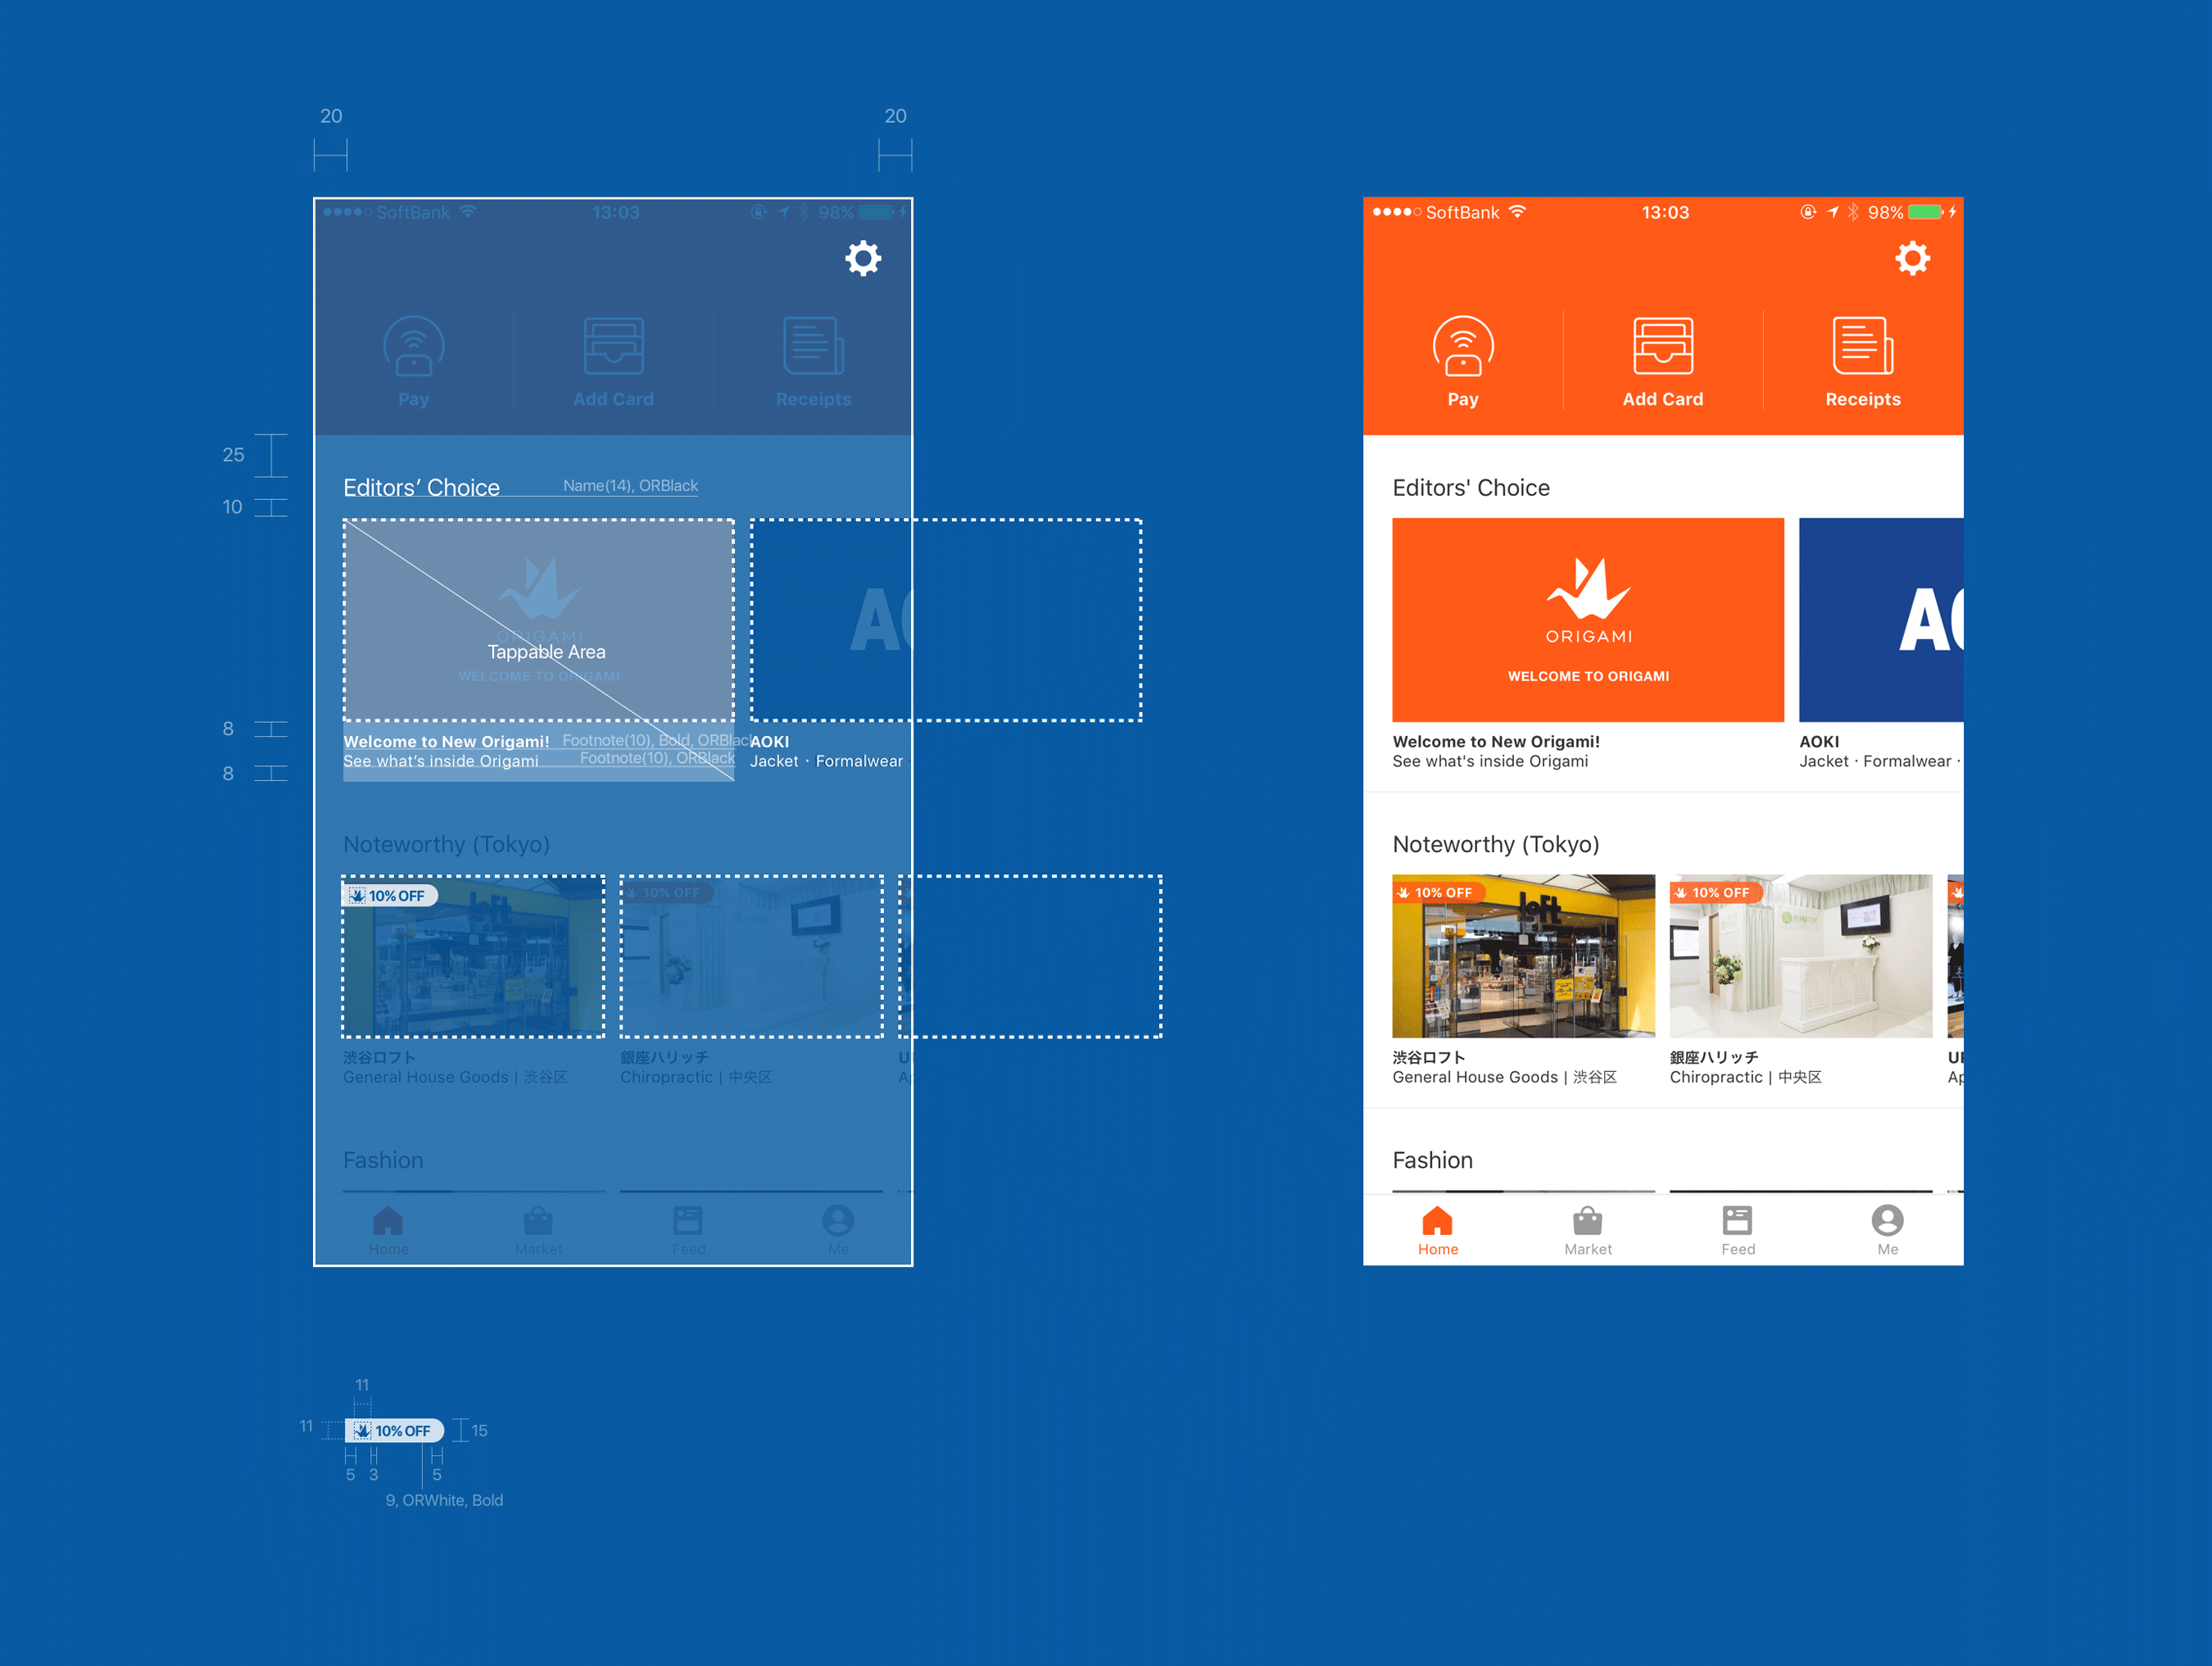 20
20
SoftBank 13:03 98%
Pay Add Card Receipts
25
Editors’ Choice Name(14), ORBlack
10
ORIGAMI
Tappable Area
WELCOME TO ORIGAMI
AO
8
Welcome to New Origami! Footnote(10), Bold, ORBlack
See what’s inside Origami Footnote(10), ORBlack
8
AOKI
Jacket · Formalwear
Noteworthy (Tokyo)
10% OFF
10% OFF
loft
渋谷ロフト
General House Goods | 渋谷区
銀座ハリッチ
Chiropractic | 中央区
U
Ap
Fashion
Home Market Feed Me
11
11
10% OFF
15
5 3 5
9, ORWhite, Bold
SoftBank 13:03 98%
Pay Add Card Receipts
Editors' Choice
ORIGAMI
WELCOME TO ORIGAMI
AO
Welcome to New Origami!
See what's inside Origami
AOKI
Jacket · Formalwear ·
Noteworthy (Tokyo)
10% OFF
10% OFF
loft
渋谷ロフト
General House Goods | 渋谷区
銀座ハリッチ
Chiropractic | 中央区
U
Ap
Fashion
Home Market Feed Me